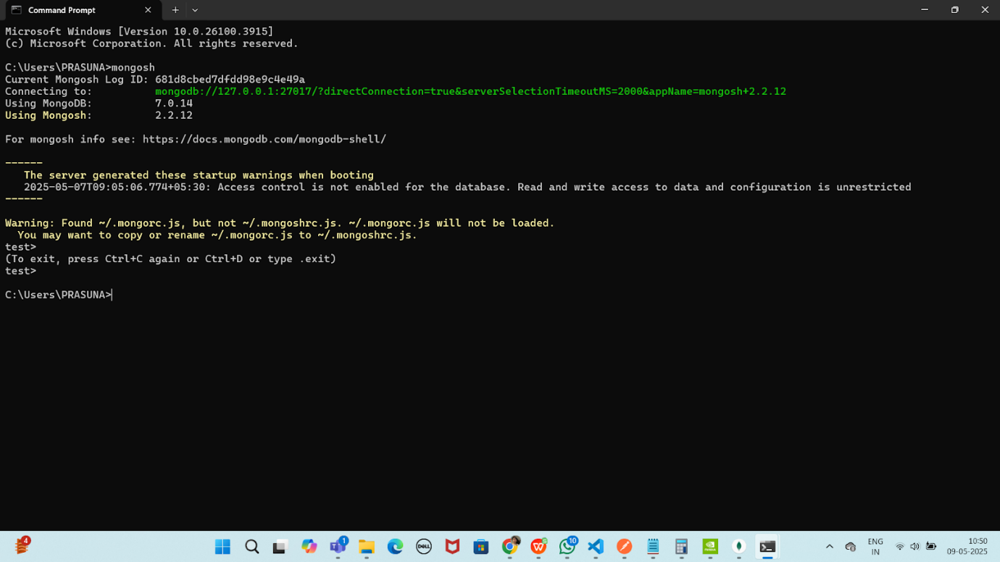 Command Prompt
Microsoft Windows [Version 10.0.26100.3915]
(c) Microsoft Corporation. All rights reserved.
C:\Users\PRASUNA>mongosh
Current Mongosh Log ID: 681d8cbed7dfdd98e9c4e49a
Connecting to: mongodb://127.0.0.1:27017/?directConnection=true&serverSelectionTimeoutMS=2000&appName=mongosh+2.2.12
Using MongoDB: 7.0.14
Using Mongosh: 2.2.12
For mongosh info see: https://docs.mongodb.com/mongodb-shell/
------
The server generated these startup warnings when booting
2025-05-07T09:05:06.774+05:30: Access control is not enabled for the database. Read and write access to data and configuration is unrestricted
------
Warning: Found ~/.mongorc.js, but not ~/.mongoshrc.js. ~/.mongorc.js will not be loaded.
You may want to copy or rename ~/.mongorc.js to ~/.mongoshrc.js.
test>
(To exit, press Ctrl+C again or Ctrl+D or type .exit)
test>
C:\Users\PRASUNA>
4
1
DELL
10
ENG
IN
10:50
09-05-2025